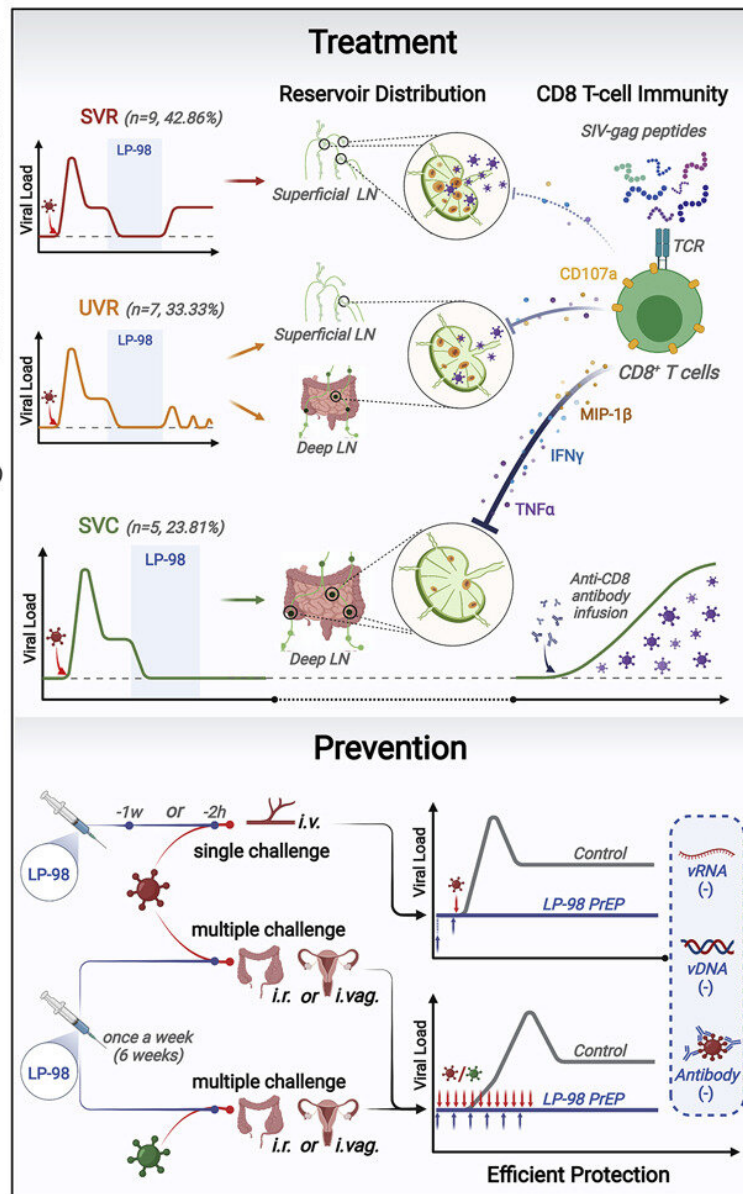 Treatment
Reservoir Distribution
CD8 T-cell Immunity
SVR (n=9, 42.86%)
LP-98
Viral Load
Superficial LN
SIV-gag peptides
TCR
CD107a
CD8⁺ T cells
UVR (n=7, 33.33%)
LP-98
Viral Load
Superficial LN
Deep LN
MIP-1β
IFNγ
TNFα
SVC (n=5, 23.81%)
LP-98
Viral Load
Deep LN
Anti-CD8
antibody
infusion
Prevention
LP-98
-1w or -2h
i.v.
single challenge
multiple challenge
i.r. or i.vag.
LP-98
once a week
(6 weeks)
multiple challenge
i.r. or i.vag.
Viral Load
Control
LP-98 PrEP
Viral Load
Control
LP-98 PrEP
Efficient Protection
vRNA
(-)
vDNA
(-)
Antibody
(-)